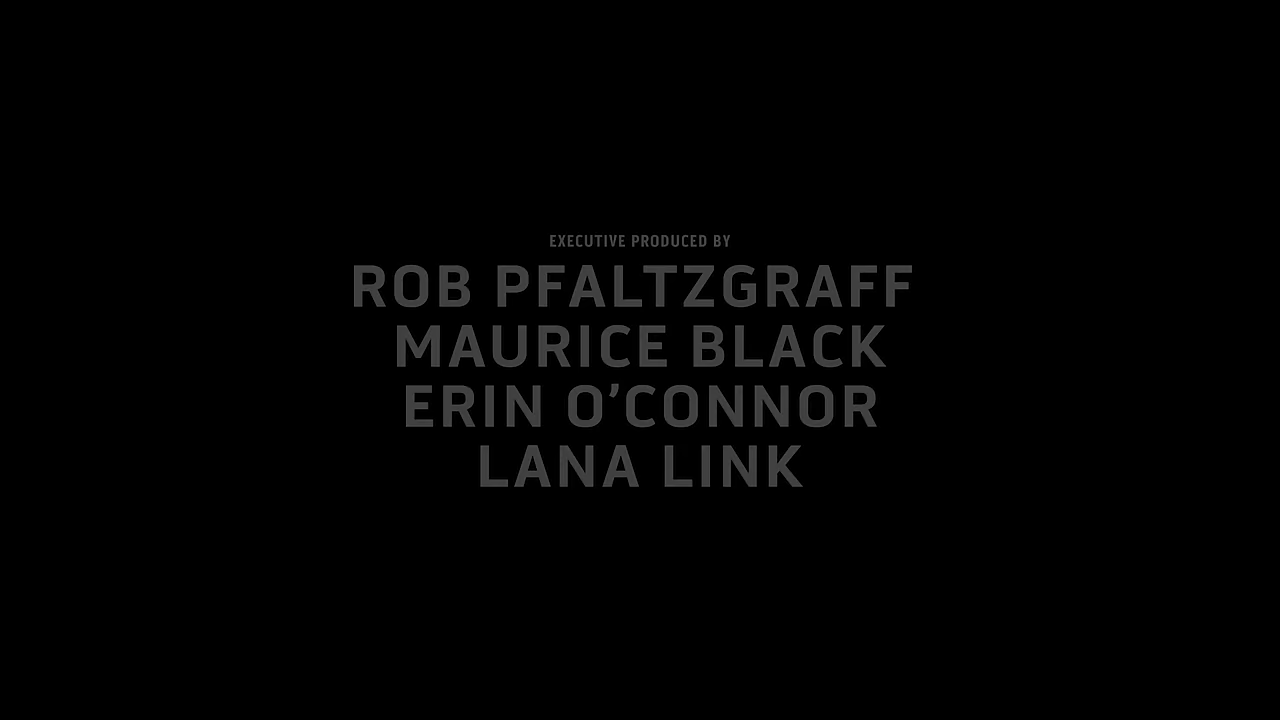 EXECUTIVE PRODUCED BY
ROB PFALTZGRAFF
MAURICE BLACK
ERIN O’CONNOR
LANA LINK